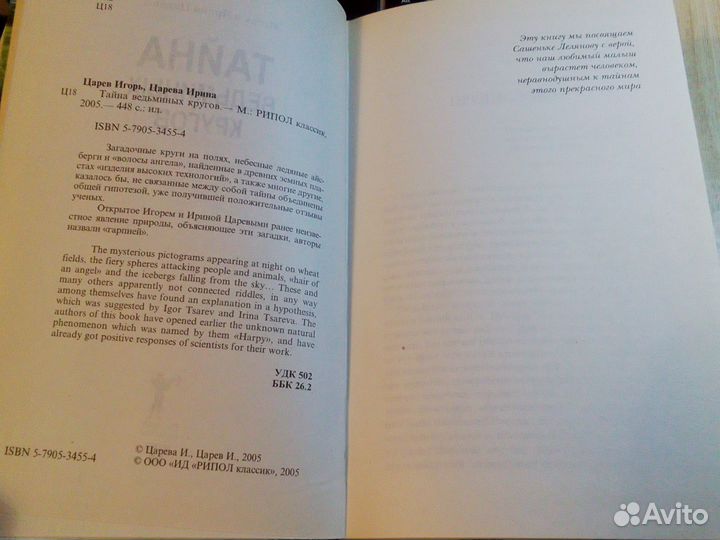 Ц18
Царев Игорь, Царева Ирина
Ц18
Тайна ведьминых кругов. — М.: РИПОЛ классик,
2005. — 448 с.: ил.
ISBN 5-7905-3455-4
Загадочные круги на полях, небесные ледяные айс-
берги и «волосы ангела», найденные в древних земных пла-
стах «изделия высоких технологий», а также многие другие,
казалось бы, не связанные между собой тайны объединены
общей гипотезой, уже получившей положительные отзывы
ученых.
Открытое Игорем и Ириной Царевыми ранее неизве-
стное явление природы, объясняющее эти загадки, авторы
назвали «гарпией».
The mysterious pictograms appearing at night on wheat
fields, the fiery spheres attacking people and animals, «hair of
an angel» and the icebergs falling from the sky... These and
many others apparently not connected riddles, in any way
among themselves have found an explanation in a hypothesis,
which was suggested by Igor Tsarev and Irina Tsareva. The
authors of this book have opened earlier the unknown natural
phenomenon which was named by them «Harpy», and have
already got positive responses of scientists for their work.
УДК 502
ББК 26.2
© Царева И., Царев И., 2005
ISBN 5-7905-3455-4
© ООО «ИД «РИПОЛ классик», 2005
Эту книгу мы посвящаем
Сашеньке Лелянову с верой,
что наш любимый малыш
вырастет человеком,
неравнодушным к тайнам
этого прекрасного мира
Avito